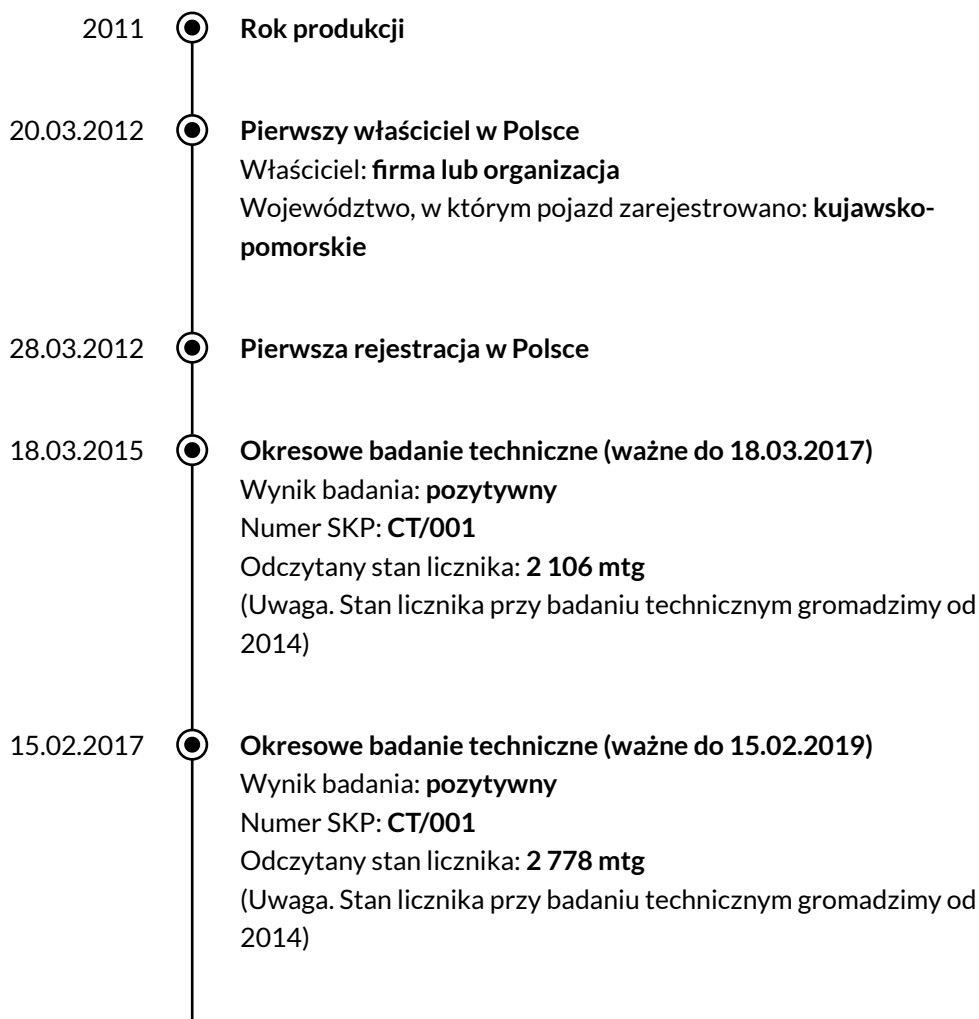 2011 Rok produkcji
20.03.2012 Pierwszy właściciel w Polsce
Właściciel: firma lub organizacja
Województwo, w którym pojazd zarejestrowano: kujawsko-
pomorskie
28.03.2012 Pierwsza rejestracja w Polsce
18.03.2015 Okresowe badanie techniczne (ważne do 18.03.2017)
Wynik badania: pozytywny
Numer SKP: CT/001
Odczytany stan licznika: 2 106 mtg
(Uwaga. Stan licznika przy badaniu technicznym gromadzimy od
2014)
15.02.2017 Okresowe badanie techniczne (ważne do 15.02.2019)
Wynik badania: pozytywny
Numer SKP: CT/001
Odczytany stan licznika: 2 778 mtg
(Uwaga. Stan licznika przy badaniu technicznym gromadzimy od
2014)